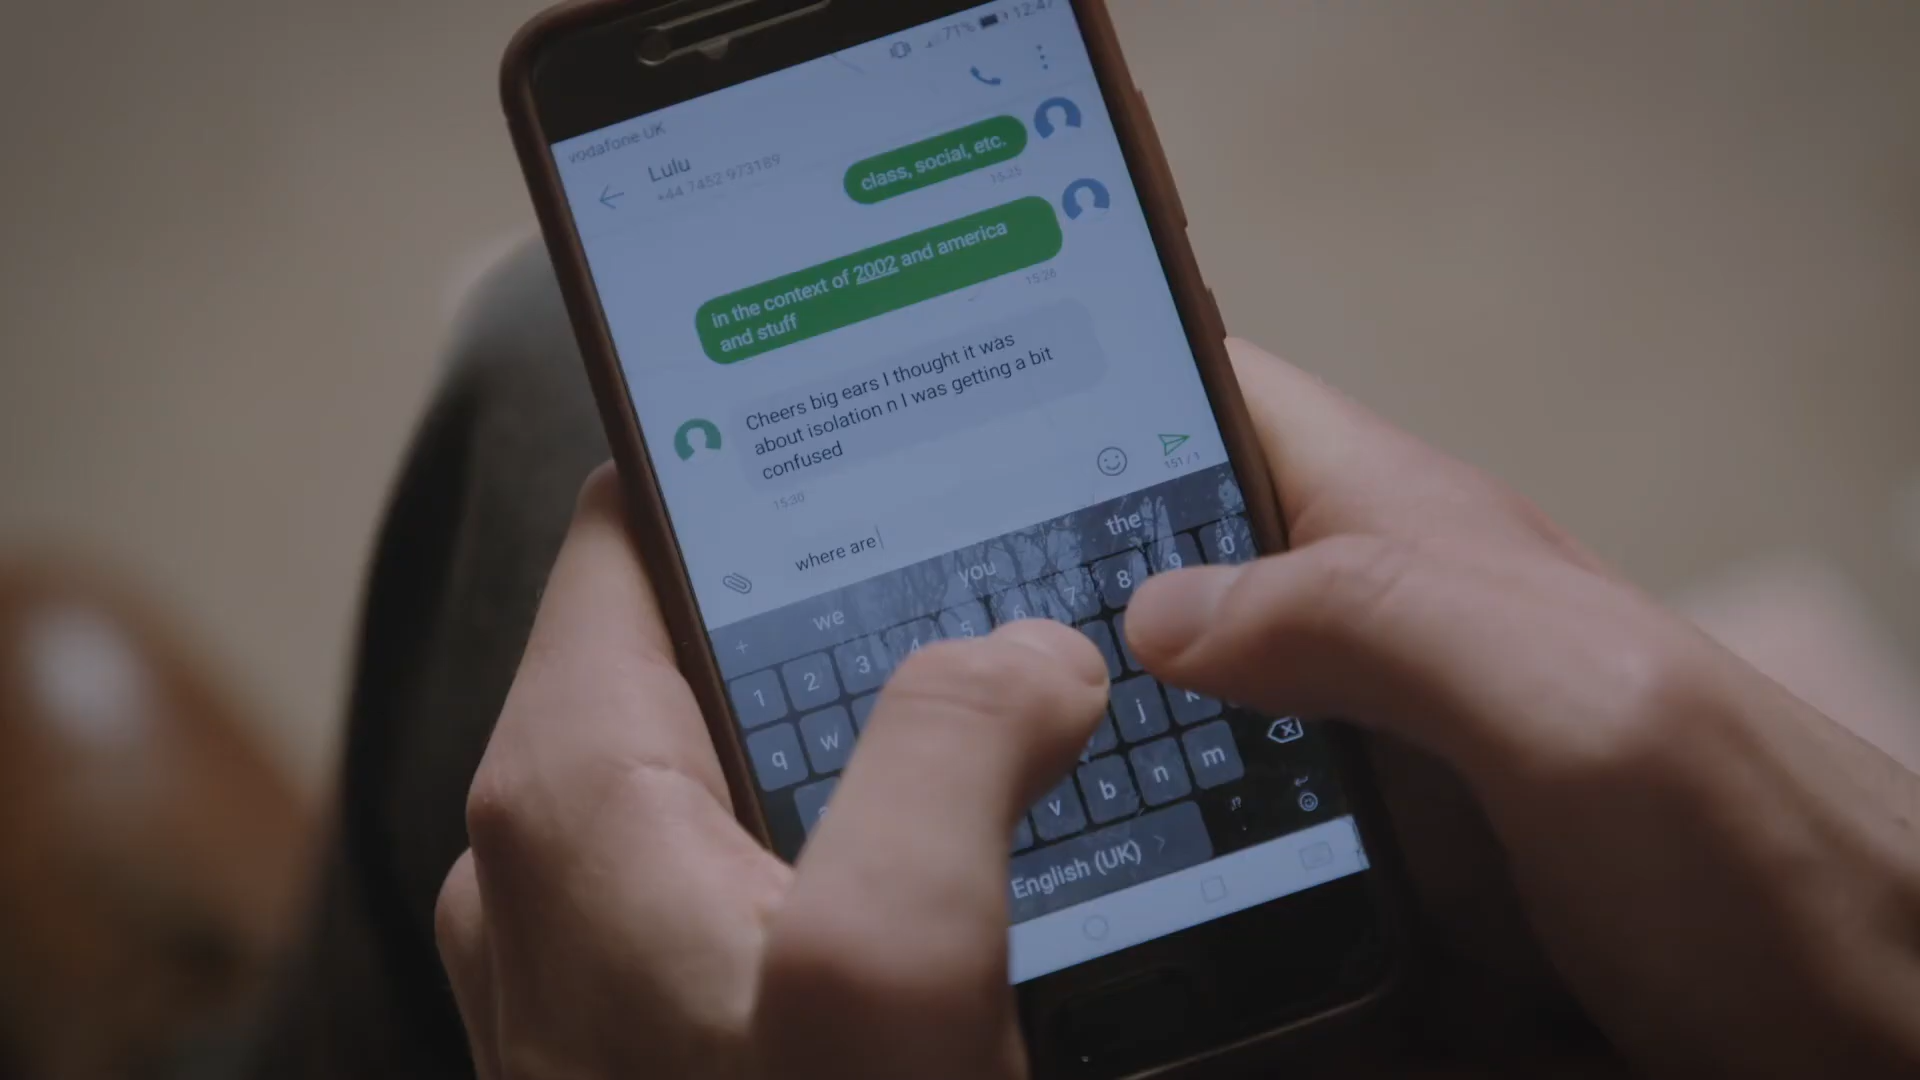 vodafone UK
71% 12:47
Lulu
+44 7452 973189
class, social, etc.
15:25
in the context of 2002 and america
and stuff
15:26
Cheers big ears I thought it was
about isolation n I was getting a bit
confused
15:30
151 / 1
where are
+ we you the
1 2 3 4 5 6 7 8 9 0
q w
j k
v b n m
English (UK)